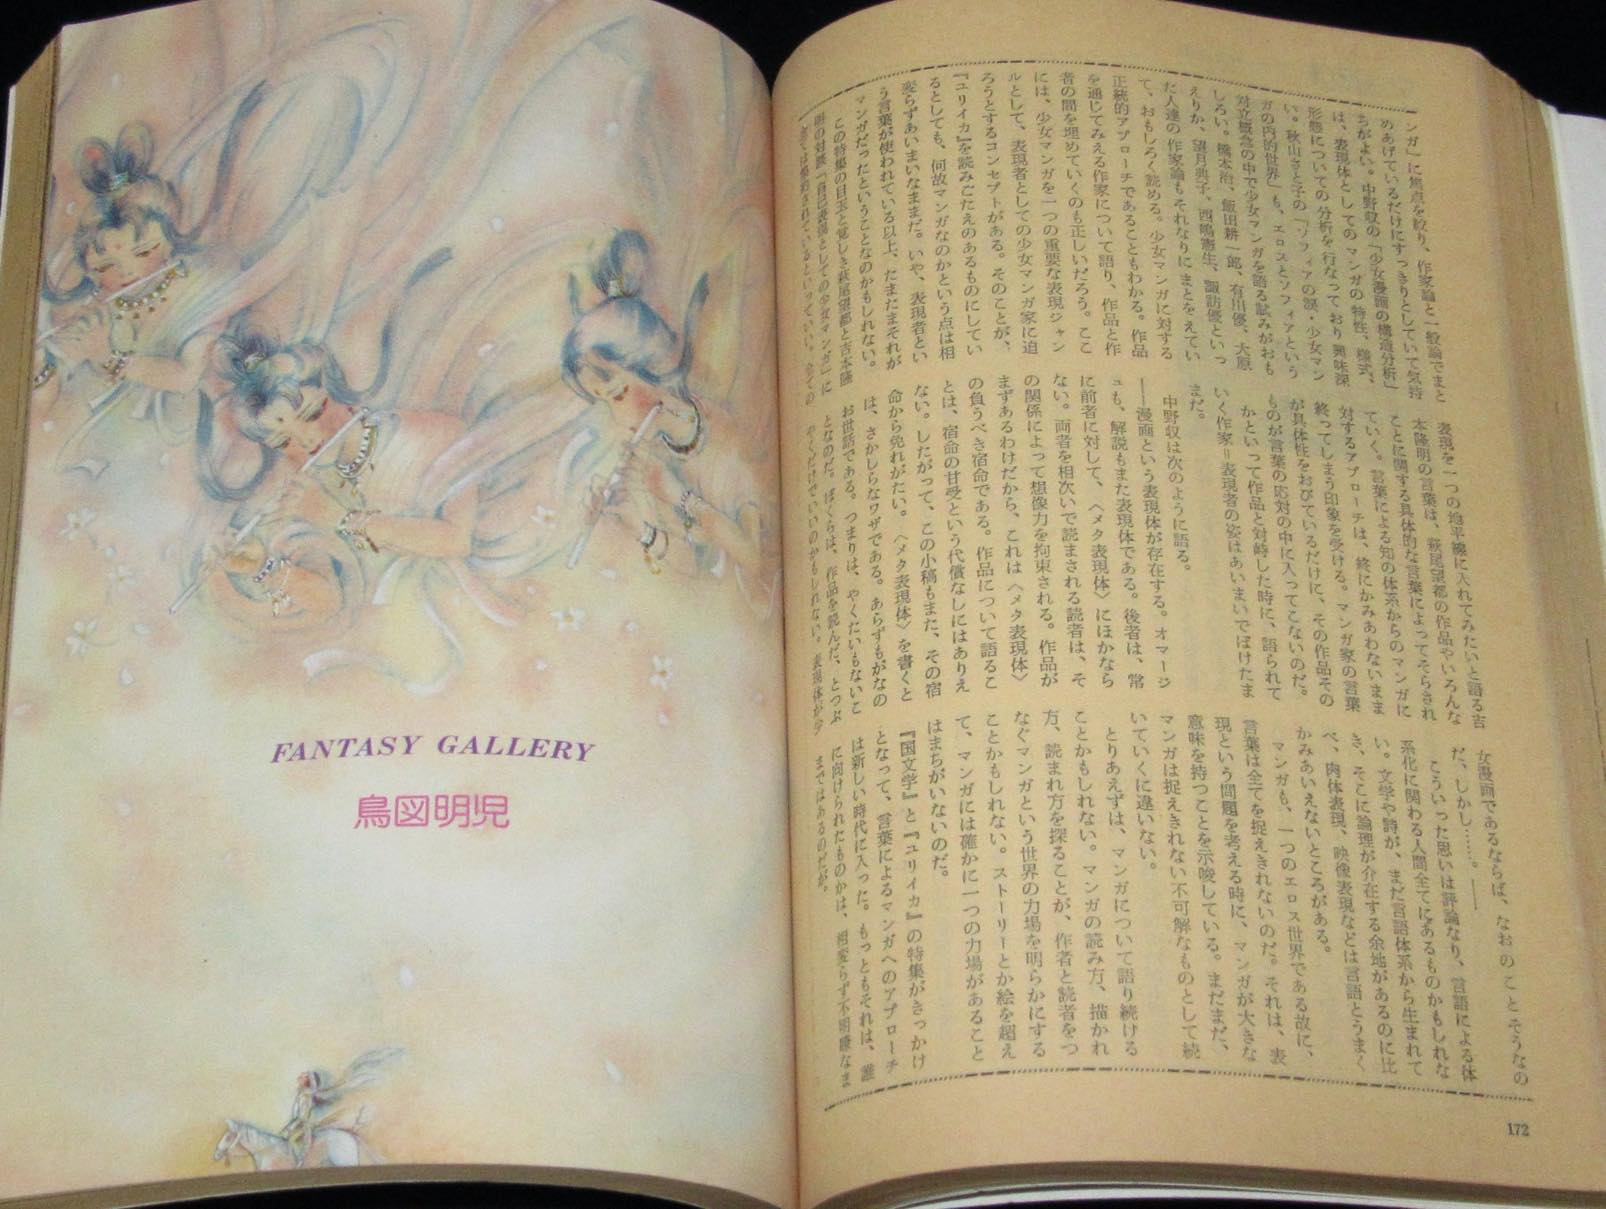 FANTASY GALLERY
鳥図明児
ンガ」に焦点を絞り、作家論と一般論でまと
めあげているだけにすっきりとしていて気持
ちがよい。中野収の「少女漫画の構造分析」
は、表現体としてのマンガの特性、様式、
形態についての分析を行なっており興味深
い。秋山さと子の「ソフィアの涙・少女マン
ガの内的世界」も、エロスとソフィアという
対立概念の中で少女マンガを語る試みがおも
しろい。橋本治、飯田耕一郎、有川優、大原
えりか、望月典子、西嶋憲生、諏訪優といっ
た人達の作家論もそれなりにまとをえてい
て、おもしろく読める。少女マンガに対する
正統的アプローチであることもわかる。作品
を通じてみえる作家について語り、作品と作
者の間を埋めていくのも正しいだろう。ここ
には、少女マンガを一つの重要な表現ジャン
ルとして、表現者としての少女マンガ家に迫
ろうとするコンセプトがある。そのことが、
『ユリイカ』を読みごたえのあるものにしてい
るとしても、何故マンガなのかという点は相
変らずあいまいなままだ。いや、表現者とい
う言葉が使われている以上、たまたまそれが
マンガだったということなのかもしれない。
この特集の目玉と覚しき萩尾望都と吉本隆
明の対談「自己表現としての少女マンガ」に
表現を一つの地平線に入れてみたいと語る吉
本隆明の言葉は、萩尾望都の作品やいろんな
ことに関する具体的な言葉によってそらされ
ていく。言葉による知の体系からのマンガに
対するアプローチは、終にかみあわないまま
終ってしまう印象を受ける。マンガ家の言葉
が具体性をおびているだけに、その作品その
ものが言葉の応対の中に入ってこないのだ。
かといって作品と対峙した時に、語られて
いく作家＝表現者の姿はあいまいでぼけたま
まだ。
中野収は次のように語る。
――漫画という表現体が存在する。オマージ
ュも、解説もまた表現体である。後者は、常
に前者に対して、〈メタ表現体〉にほかなら
ない。両者を相次いで読まされる読者は、そ
の関係によって想像力を拘束される。作品が
まずあるわけだから、これは〈メタ表現体〉
の負うべき宿命である。作品について語るこ
とは、宿命の甘受という代償なしにはありえ
ない。したがって、この小稿もまた、その宿
命から免れがたい。〈メタ表現体〉を書くと
は、さかしらなワザである。あらずもがなの
お世話である。つまりは、やくたいもないこ
となのだ。ぼくらは、作品を読んだ、とつぶ
やくだけでいいのかもしれない。表現体が少
女漫画であるならば、なおのことそうなの
だ、しかし……。――
こういった思いは評論なり、言語による体
系化に関わる人間全てにあるものかもしれな
い。文学や詩が、まだ言語体系から生まれて
き、そこに論理が介在する余地があるのに比
べ、肉体表現、映像表現などは言語とうまく
かみあいえないところがある。
マンガも、一つのエロス世界である故に、
言葉は全てを捉えきれないのだ。それは、表
現という問題を考える時に、マンガが大きな
意味を持つことを示唆している。まだまだ、
マンガは捉えきれない不可解なものとして続
いていくに違いない。
とりあえずは、マンガについて語り続ける
ことかもしれない。マンガの読み方、描かれ
方、読まれ方を探ることが、作者と読者をつ
なぐマンガという世界の力場を明らかにする
ことかもしれない。ストーリーとか絵を超え
て、マンガには確かに一つの力場があること
はまちがいないのだ。
『国文学』と『ユリイカ』の特集がきっかけ
となって、言葉によるマンガへのアプローチ
は新しい時代に入った。もっともそれは、誰
に向けられたものかは、相変らず不明瞭なま
まではあるのだが。
172